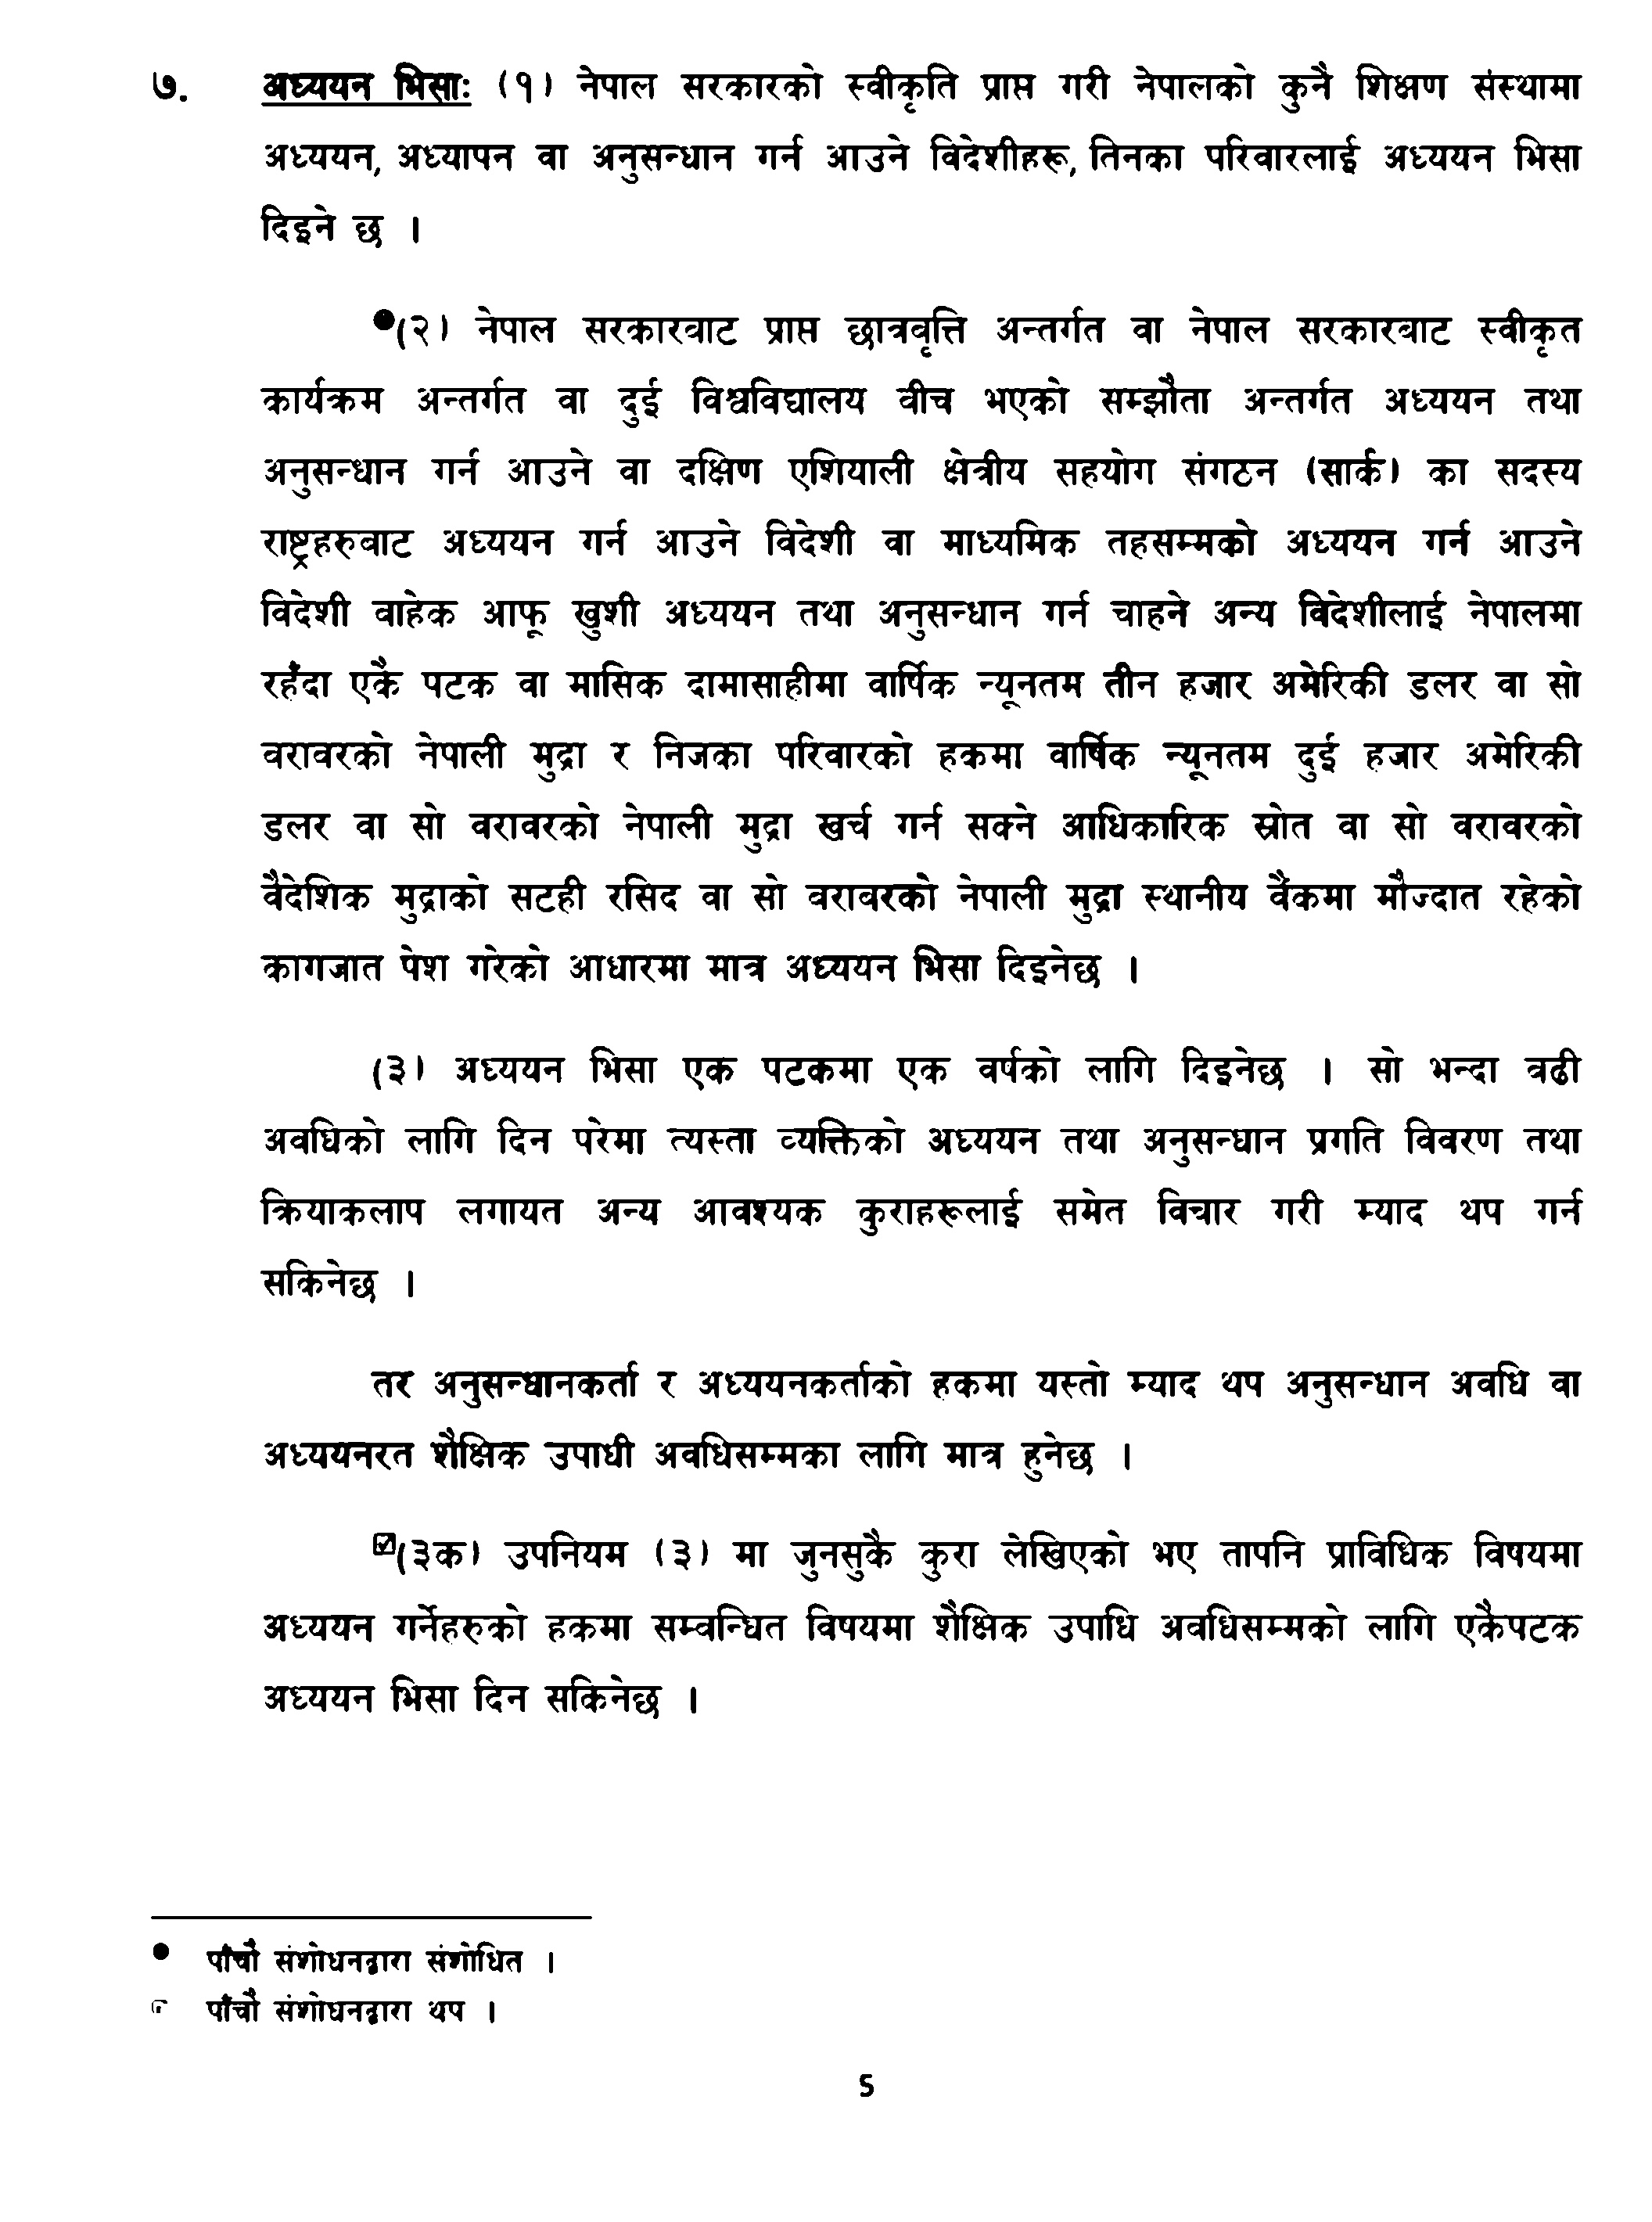 ७. अध्ययन भिसाः (१) नेपाल सरकारको स्वीकृति प्राप्त गरी नेपालको कुनै शिक्षण संस्थामा
अध्ययन, अध्यापन वा अनुसन्धान गर्न आउने विदेशीहरू, तिनका परिवारलाई अध्ययन भिसा
दिइने छ ।
●(२) नेपाल सरकारबाट प्राप्त छात्रवृत्ति अन्तर्गत वा नेपाल सरकारबाट स्वीकृत
कार्यक्रम अन्तर्गत वा दुई विश्वविद्यालय वीच भएको सम्झौता अन्तर्गत अध्ययन तथा
अनुसन्धान गर्न आउने वा दक्षिण एशियाली क्षेत्रीय सहयोग संगठन (सार्क) का सदस्य
राष्ट्रहरुबाट अध्ययन गर्न आउने विदेशी वा माध्यमिक तहसम्मको अध्ययन गर्न आउने
विदेशी वाहेक आफू खुशी अध्ययन तथा अनुसन्धान गर्न चाहने अन्य विदेशीलाई नेपालमा
रहँदा एकै पटक वा मासिक दामासाहीमा वार्षिक न्यूनतम तीन हजार अमेरिकी डलर वा सो
वरावरको नेपाली मुद्रा र निजका परिवारको हकमा वार्षिक न्यूनतम दुई हजार अमेरिकी
डलर वा सो वरावरको नेपाली मुद्रा खर्च गर्न सक्ने आधिकारिक स्रोत वा सो वरावरको
वैदेशिक मुद्राको सटही रसिद वा सो बराबरको नेपाली मुद्रा स्थानीय वैंकमा मौज्दात रहेको
कागजात पेश गरेको आधारमा मात्र अध्ययन भिसा दिइनेछ ।
(३) अध्ययन भिसा एक पटकमा एक वर्षको लागि दिइनेछ । सो भन्दा वढी
अवधिको लागि दिन परेमा त्यस्ता व्यक्तिको अध्ययन तथा अनुसन्धान प्रगति विवरण तथा
क्रियाकलाप लगायत अन्य आवश्यक कुराहरूलाई समेत विचार गरी म्याद थप गर्न
सकिनेछ ।
तर अनुसन्धानकर्ता र अध्ययनकर्ताको हकमा यस्तो म्याद थप अनुसन्धान अवधि वा
अध्ययनरत शैक्षिक उपाधी अवधिसम्मका लागि मात्र हुनेछ ।
☑(३क) उपनियम (३) मा जुनसुकै कुरा लेखिएको भए तापनि प्राविधिक विषयमा
अध्ययन गर्नेहरुको हकमा सम्वन्धित विषयमा शैक्षिक उपाधि अवधिसम्मको लागि एकैपटक
अध्ययन भिसा दिन सकिनेछ ।
● पाँचौं संशोधनद्वारा संशोधित ।
पाँचौं संशोधनद्वारा थप ।
5